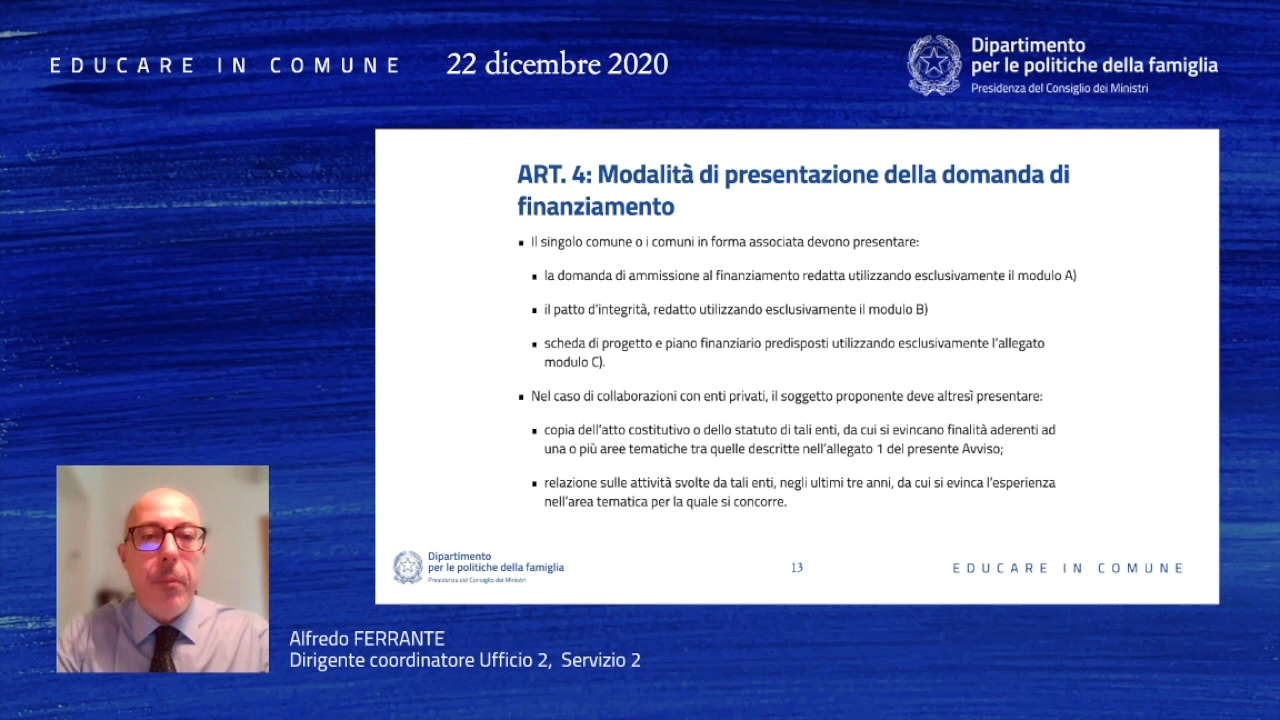 EDUCARE IN COMUNE
22 dicembre 2020
Dipartimento
per le politiche della famiglia
Presidenza del Consiglio dei Ministri
ART. 4: Modalità di presentazione della domanda di
finanziamento
▪ Il singolo comune o i comuni in forma associata devono presentare:
▪ la domanda di ammissione al finanziamento redatta utilizzando esclusivamente il modulo A)
▪ il patto d'integrità, redatto utilizzando esclusivamente il modulo B)
▪ scheda di progetto e piano finanziario predisposti utilizzando esclusivamente l'allegato
modulo C).
▪ Nel caso di collaborazioni con enti privati, il soggetto proponente deve altresì presentare:
▪ copia dell'atto costitutivo o dello statuto di tali enti, da cui si evincano finalità aderenti ad
una o più aree tematiche tra quelle descritte nell'allegato 1 del presente Avviso;
▪ relazione sulle attività svolte da tali enti, negli ultimi tre anni, da cui si evinca l'esperienza
nell'area tematica per la quale si concorre.
Dipartimento
per le politiche della famiglia
Presidenza del Consiglio dei Ministri
13
EDUCARE IN COMUNE
Alfredo FERRANTE
Dirigente coordinatore Ufficio 2, Servizio 2